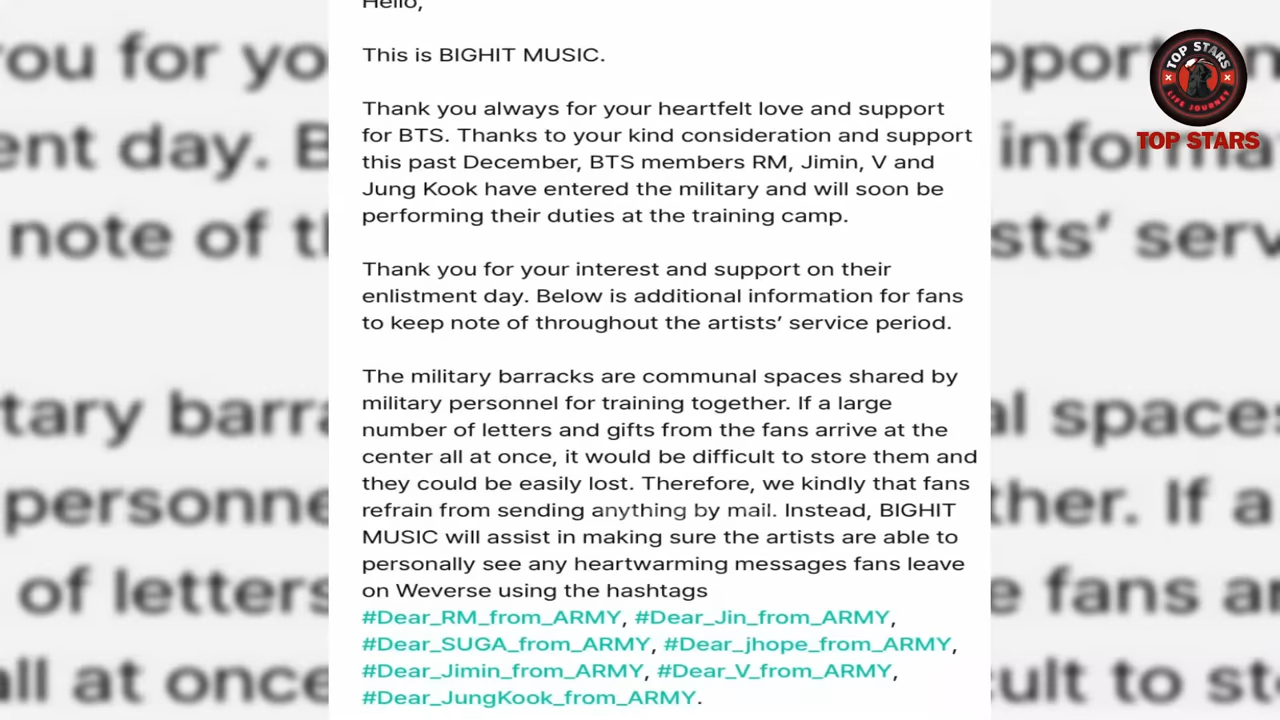 Hello,
This is BIGHIT MUSIC.
Thank you always for your heartfelt love and support
for BTS. Thanks to your kind consideration and support
this past December, BTS members RM, Jimin, V and
Jung Kook have entered the military and will soon be
performing their duties at the training camp.
Thank you for your interest and support on their
enlistment day. Below is additional information for fans
to keep note of throughout the artists’ service period.
The military barracks are communal spaces shared by
military personnel for training together. If a large
number of letters and gifts from the fans arrive at the
center all at once, it would be difficult to store them and
they could be easily lost. Therefore, we kindly that fans
refrain from sending anything by mail. Instead, BIGHIT
MUSIC will assist in making sure the artists are able to
personally see any heartwarming messages fans leave
on Weverse using the hashtags
#Dear_RM_from_ARMY, #Dear_Jin_from_ARMY,
#Dear_SUGA_from_ARMY, #Dear_jhope_from_ARMY,
#Dear_Jimin_from_ARMY, #Dear_V_from_ARMY,
#Dear_JungKook_from_ARMY.
TOP STARS
LIFE JOURNEY
TOP STARS